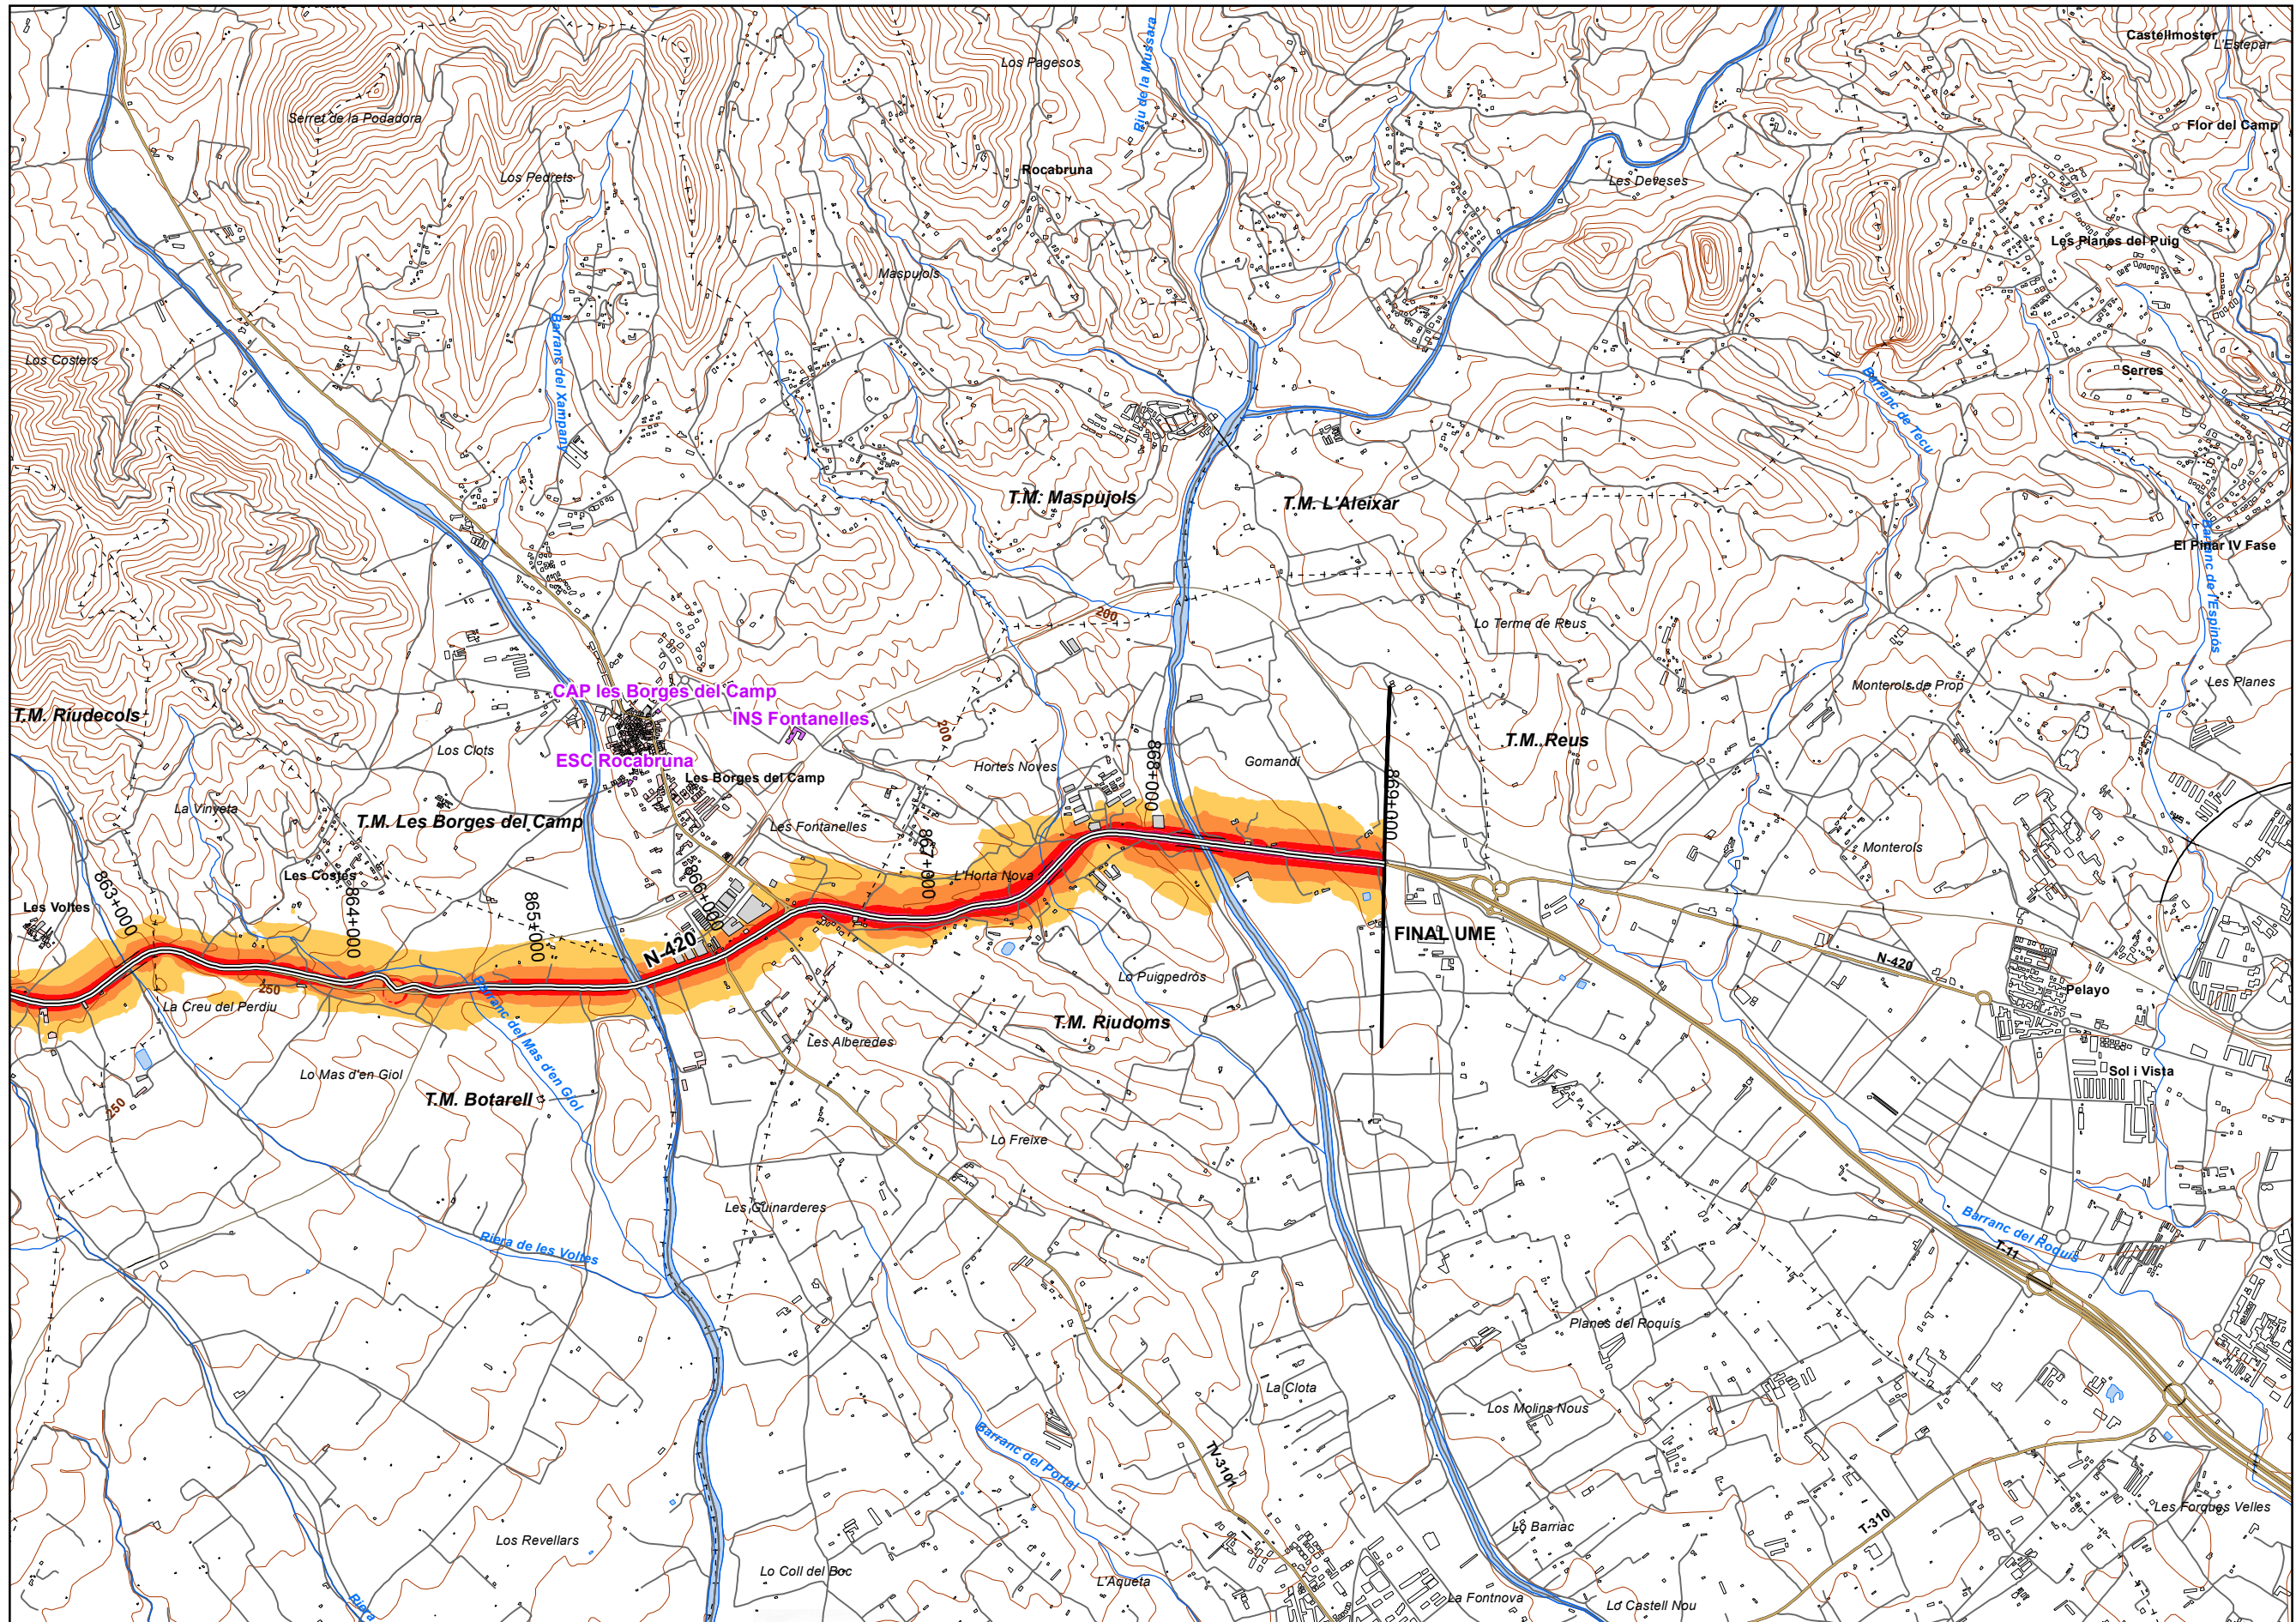 Castellmoster
L'Estepar
Los Pagesos
Riu de la Mussara
Serret de la Podadora
Flor del Camp
Rocabruna
Los Pedrets
Les Deveses
Les Planes del Puig
Maspujols
Barranc del Xampany
Los Costers
Serres
Barranc de Tecu
T.M. Maspujols
T.M. L'Aleixar
El Pinar IV Fase
Barranc de l'Espinós
200
Lo Terme de Reus
CAP les Borges del Camp
Monterols de Prop
Les Planes
T.M. Riudecols
INS Fontanelles
200
T.M. Reus
Los Clots
ESC Rocabruna
Les Borges del Camp
Hortes Noves
868+000
Gomandi
869+000
La Vinyeta
T.M. Les Borges del Camp
Les Fontanelles
867+000
Monterols
Les Costes
L'Horta Nova
863+000
864+000
865+000
866+000
Les Voltes
FINAL UME
N-420
N-420
Lo Puigpedròs
Pelayo
250
La Creu del Perdiu
Barranc del Mas d'en Giol
T.M. Riudoms
Les Alberedes
Lo Mas d'en Giol
Sol i Vista
250
T.M. Botarell
Lo Freixe
Les Guinarderes
Barranc del Roquís
Riera de les Voltes
T-11
Planes del Roquís
La Clota
Los Molins Nous
Barranc del Portal
TV-3101
Les Forques Velles
T-310
Lo Barriac
Los Revellars
Lo Coll del Boc
L'Aqueta
La Fontnova
Lo Castell Nou
Riera